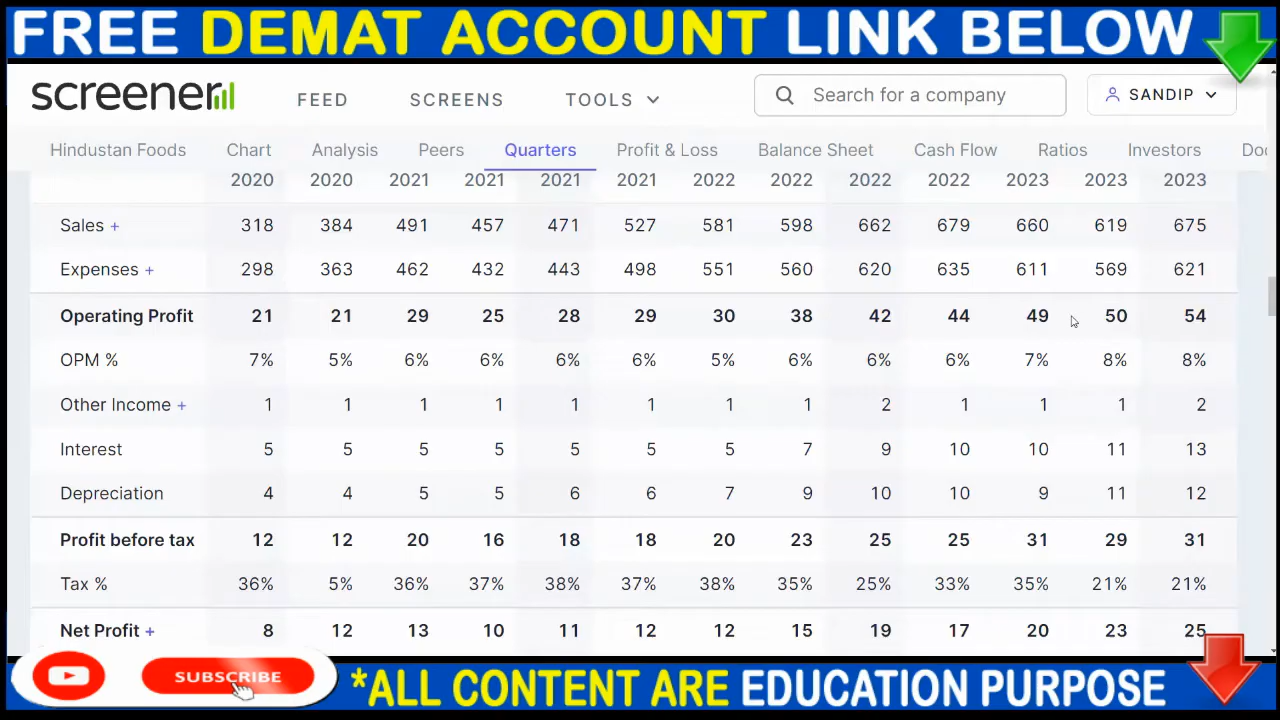 FREE DEMAT ACCOUNT LINK BELOW
screener
FEED SCREENS TOOLS Search for a company SANDIP
Hindustan Foods Chart Analysis Peers Quarters Profit & Loss Balance Sheet Cash Flow Ratios Investors Doc
2020 2020 2021 2021 2021 2021 2022 2022 2022 2022 2023 2023 2023
Sales + 318 384 491 457 471 527 581 598 662 679 660 619 675
Expenses + 298 363 462 432 443 498 551 560 620 635 611 569 621
Operating Profit 21 21 29 25 28 29 30 38 42 44 49 50 54
OPM % 7% 5% 6% 6% 6% 6% 5% 6% 6% 6% 7% 8% 8%
Other Income + 1 1 1 1 1 1 1 1 2 1 1 1 2
Interest 5 5 5 5 5 5 5 7 9 10 10 11 13
Depreciation 4 4 5 5 6 6 7 9 10 10 9 11 12
Profit before tax 12 12 20 16 18 18 20 23 25 25 31 29 31
Tax % 36% 5% 36% 37% 38% 37% 38% 35% 25% 33% 35% 21% 21%
Net Profit + 8 12 13 10 11 12 12 15 19 17 20 23 25
SUBSCRIBE
*ALL CONTENT ARE EDUCATION PURPOSE